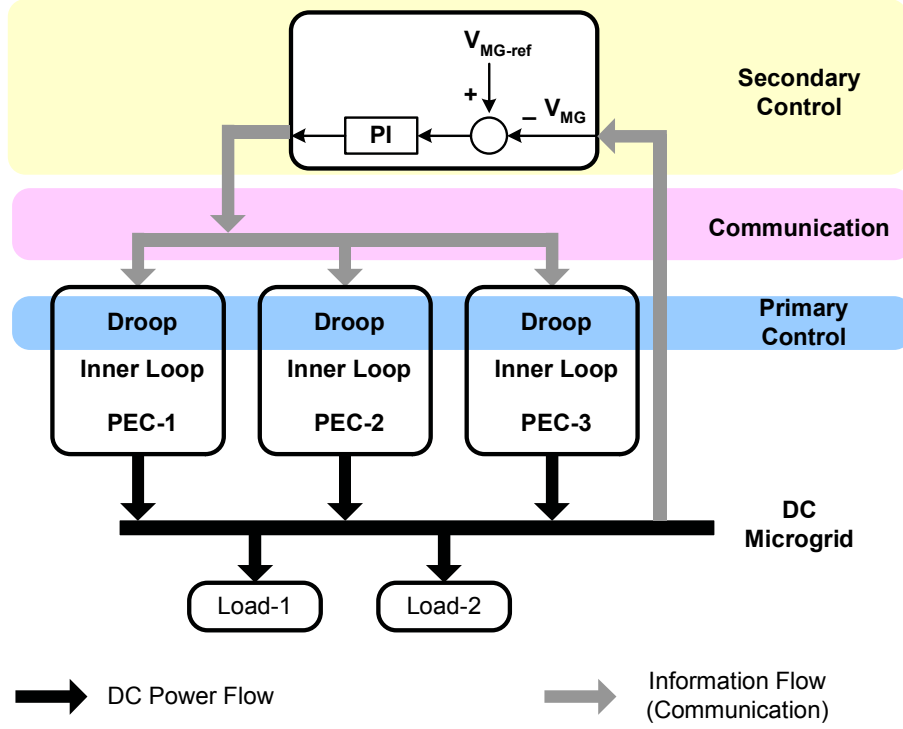 V_MG-ref
+
Secondary
Control
PI
– V_MG
Communication
Droop
Droop
Droop
Primary
Control
Inner Loop
Inner Loop
Inner Loop
PEC-1
PEC-2
PEC-3
DC
Microgrid
Load-1
Load-2
DC Power Flow
Information Flow
(Communication)